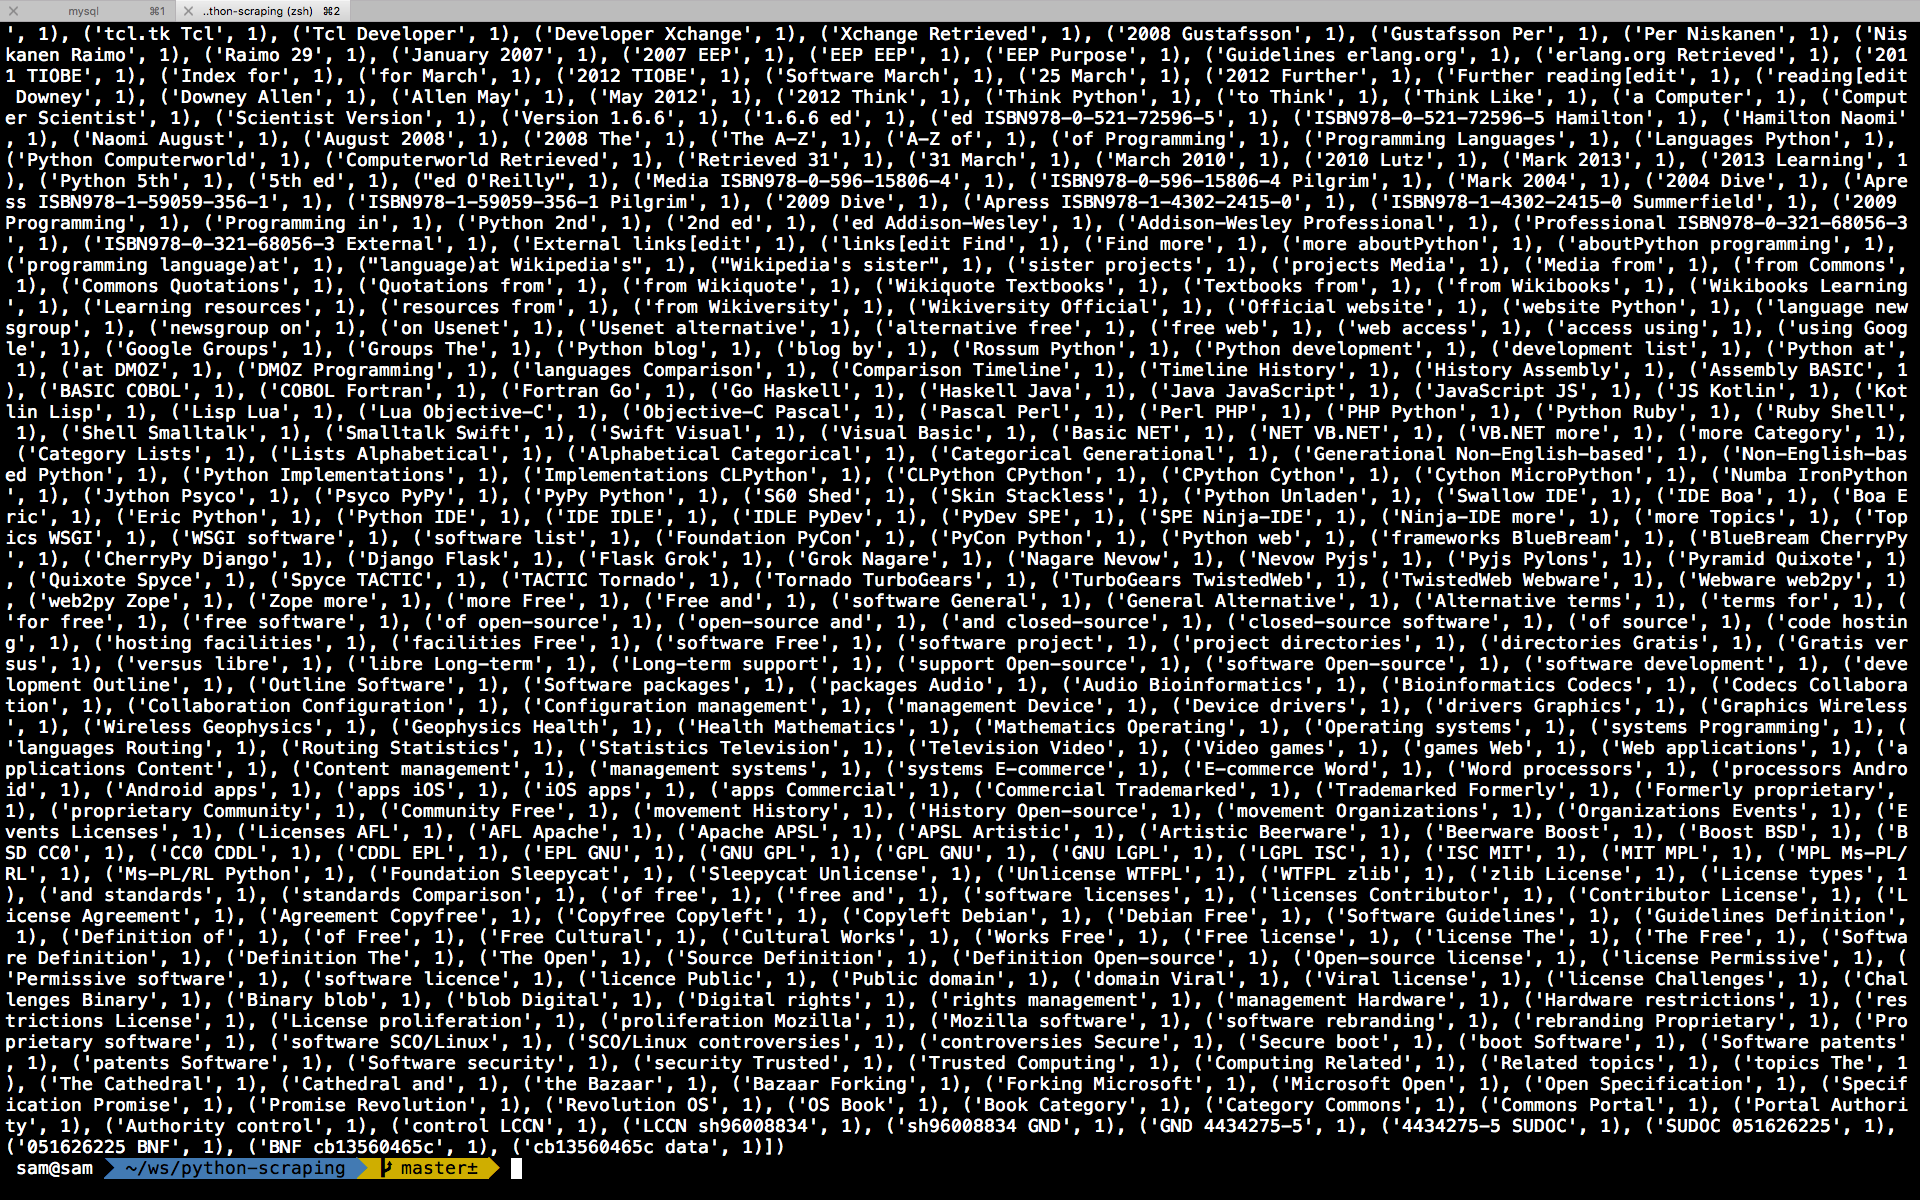 mysql ⌘1 ..thon-scraping (zsh) ⌘2
', 1), ('tcl.tk Tcl', 1), ('Tcl Developer', 1), ('Developer Xchange', 1), ('Xchange Retrieved', 1), ('2008 Gustafsson', 1), ('Gustafsson Per', 1), ('Per Niskanen', 1), ('Nis
kanen Raimo', 1), ('Raimo 29', 1), ('January 2007', 1), ('2007 EEP', 1), ('EEP EEP', 1), ('EEP Purpose', 1), ('Guidelines erlang.org', 1), ('erlang.org Retrieved', 1), ('201
1 TIOBE', 1), ('Index for', 1), ('for March', 1), ('2012 TIOBE', 1), ('Software March', 1), ('25 March', 1), ('2012 Further', 1), ('Further reading[edit', 1), ('reading[edit
 Downey', 1), ('Downey Allen', 1), ('Allen May', 1), ('May 2012', 1), ('2012 Think', 1), ('Think Python', 1), ('to Think', 1), ('Think Like', 1), ('a Computer', 1), ('Comput
er Scientist', 1), ('Scientist Version', 1), ('Version 1.6.6', 1), ('1.6.6 ed', 1), ('ed ISBN978-0-521-72596-5', 1), ('ISBN978-0-521-72596-5 Hamilton', 1), ('Hamilton Naomi'
, 1), ('Naomi August', 1), ('August 2008', 1), ('2008 The', 1), ('The A-Z', 1), ('A-Z of', 1), ('of Programming', 1), ('Programming Languages', 1), ('Languages Python', 1),
('Python Computerworld', 1), ('Computerworld Retrieved', 1), ('Retrieved 31', 1), ('31 March', 1), ('March 2010', 1), ('2010 Lutz', 1), ('Mark 2013', 1), ('2013 Learning', 1
), ('Python 5th', 1), ('5th ed', 1), ("ed O'Reilly", 1), ('Media ISBN978-0-596-15806-4', 1), ('ISBN978-0-596-15806-4 Pilgrim', 1), ('Mark 2004', 1), ('2004 Dive', 1), ('Apre
ss ISBN978-1-59059-356-1', 1), ('ISBN978-1-59059-356-1 Pilgrim', 1), ('2009 Dive', 1), ('Apress ISBN978-1-4302-2415-0', 1), ('ISBN978-1-4302-2415-0 Summerfield', 1), ('2009
Programming', 1), ('Programming in', 1), ('Python 2nd', 1), ('2nd ed', 1), ('ed Addison-Wesley', 1), ('Addison-Wesley Professional', 1), ('Professional ISBN978-0-321-68056-3
', 1), ('ISBN978-0-321-68056-3 External', 1), ('External links[edit', 1), ('links[edit Find', 1), ('Find more', 1), ('more aboutPython', 1), ('aboutPython programming', 1),
('programming language)at', 1), ("language)at Wikipedia's", 1), ("Wikipedia's sister", 1), ('sister projects', 1), ('projects Media', 1), ('Media from', 1), ('from Commons',
 1), ('Commons Quotations', 1), ('Quotations from', 1), ('from Wikiquote', 1), ('Wikiquote Textbooks', 1), ('Textbooks from', 1), ('from Wikibooks', 1), ('Wikibooks Learning
', 1), ('Learning resources', 1), ('resources from', 1), ('from Wikiversity', 1), ('Wikiversity Official', 1), ('Official website', 1), ('website Python', 1), ('language new
sgroup', 1), ('newsgroup on', 1), ('on Usenet', 1), ('Usenet alternative', 1), ('alternative free', 1), ('free web', 1), ('web access', 1), ('access using', 1), ('using Goog
le', 1), ('Google Groups', 1), ('Groups The', 1), ('Python blog', 1), ('blog by', 1), ('Rossum Python', 1), ('Python development', 1), ('development list', 1), ('Python at',
 1), ('at DMOZ', 1), ('DMOZ Programming', 1), ('languages Comparison', 1), ('Comparison Timeline', 1), ('Timeline History', 1), ('History Assembly', 1), ('Assembly BASIC', 1
), ('BASIC COBOL', 1), ('COBOL Fortran', 1), ('Fortran Go', 1), ('Go Haskell', 1), ('Haskell Java', 1), ('Java JavaScript', 1), ('JavaScript JS', 1), ('JS Kotlin', 1), ('Kot
lin Lisp', 1), ('Lisp Lua', 1), ('Lua Objective-C', 1), ('Objective-C Pascal', 1), ('Pascal Perl', 1), ('Perl PHP', 1), ('PHP Python', 1), ('Python Ruby', 1), ('Ruby Shell',
 1), ('Shell Smalltalk', 1), ('Smalltalk Swift', 1), ('Swift Visual', 1), ('Visual Basic', 1), ('Basic NET', 1), ('NET VB.NET', 1), ('VB.NET more', 1), ('more Category', 1),
 ('Category Lists', 1), ('Lists Alphabetical', 1), ('Alphabetical Categorical', 1), ('Categorical Generational', 1), ('Generational Non-English-based', 1), ('Non-English-bas
ed Python', 1), ('Python Implementations', 1), ('Implementations CLPython', 1), ('CLPython CPython', 1), ('CPython Cython', 1), ('Cython MicroPython', 1), ('Numba IronPython
', 1), ('Jython Psyco', 1), ('Psyco PyPy', 1), ('PyPy Python', 1), ('S60 Shed', 1), ('Skin Stackless', 1), ('Python Unladen', 1), ('Swallow IDE', 1), ('IDE Boa', 1), ('Boa E
ric', 1), ('Eric Python', 1), ('Python IDE', 1), ('IDE IDLE', 1), ('IDLE PyDev', 1), ('PyDev SPE', 1), ('SPE Ninja-IDE', 1), ('Ninja-IDE more', 1), ('more Topics', 1), ('Top
ics WSGI', 1), ('WSGI software', 1), ('software list', 1), ('Foundation PyCon', 1), ('PyCon Python', 1), ('Python web', 1), ('frameworks BlueBream', 1), ('BlueBream CherryPy
', 1), ('CherryPy Django', 1), ('Django Flask', 1), ('Flask Grok', 1), ('Grok Nagare', 1), ('Nagare Nevow', 1), ('Nevow Pyjs', 1), ('Pyjs Pylons', 1), ('Pyramid Quixote', 1)
, ('Quixote Spyce', 1), ('Spyce TACTIC', 1), ('TACTIC Tornado', 1), ('Tornado TurboGears', 1), ('TurboGears TwistedWeb', 1), ('TwistedWeb Webware', 1), ('Webware web2py', 1)
, ('web2py Zope', 1), ('Zope more', 1), ('more Free', 1), ('Free and', 1), ('software General', 1), ('General Alternative', 1), ('Alternative terms', 1), ('terms for', 1), (
'for free', 1), ('free software', 1), ('of open-source', 1), ('open-source and', 1), ('and closed-source', 1), ('closed-source software', 1), ('of source', 1), ('code hostin
g', 1), ('hosting facilities', 1), ('facilities Free', 1), ('software Free', 1), ('software project', 1), ('project directories', 1), ('directories Gratis', 1), ('Gratis ver
sus', 1), ('versus libre', 1), ('libre Long-term', 1), ('Long-term support', 1), ('support Open-source', 1), ('software Open-source', 1), ('software development', 1), ('deve
lopment Outline', 1), ('Outline Software', 1), ('Software packages', 1), ('packages Audio', 1), ('Audio Bioinformatics', 1), ('Bioinformatics Codecs', 1), ('Codecs Collabora
tion', 1), ('Collaboration Configuration', 1), ('Configuration management', 1), ('management Device', 1), ('Device drivers', 1), ('drivers Graphics', 1), ('Graphics Wireless
', 1), ('Wireless Geophysics', 1), ('Geophysics Health', 1), ('Health Mathematics', 1), ('Mathematics Operating', 1), ('Operating systems', 1), ('systems Programming', 1), (
'languages Routing', 1), ('Routing Statistics', 1), ('Statistics Television', 1), ('Television Video', 1), ('Video games', 1), ('games Web', 1), ('Web applications', 1), ('a
pplications Content', 1), ('Content management', 1), ('management systems', 1), ('systems E-commerce', 1), ('E-commerce Word', 1), ('Word processors', 1), ('processors Andro
id', 1), ('Android apps', 1), ('apps iOS', 1), ('iOS apps', 1), ('apps Commercial', 1), ('Commercial Trademarked', 1), ('Trademarked Formerly', 1), ('Formerly proprietary',
1), ('proprietary Community', 1), ('Community Free', 1), ('movement History', 1), ('History Open-source', 1), ('movement Organizations', 1), ('Organizations Events', 1), ('E
vents Licenses', 1), ('Licenses AFL', 1), ('AFL Apache', 1), ('Apache APSL', 1), ('APSL Artistic', 1), ('Artistic Beerware', 1), ('Beerware Boost', 1), ('Boost BSD', 1), ('B
SD CC0', 1), ('CC0 CDDL', 1), ('CDDL EPL', 1), ('EPL GNU', 1), ('GNU GPL', 1), ('GPL GNU', 1), ('GNU LGPL', 1), ('LGPL ISC', 1), ('ISC MIT', 1), ('MIT MPL', 1), ('MPL Ms-PL/
RL', 1), ('Ms-PL/RL Python', 1), ('Foundation Sleepycat', 1), ('Sleepycat Unlicense', 1), ('Unlicense WTFPL', 1), ('WTFPL zlib', 1), ('zlib License', 1), ('License types', 1
), ('and standards', 1), ('standards Comparison', 1), ('of free', 1), ('free and', 1), ('software licenses', 1), ('licenses Contributor', 1), ('Contributor License', 1), ('L
icense Agreement', 1), ('Agreement Copyfree', 1), ('Copyfree Copyleft', 1), ('Copyleft Debian', 1), ('Debian Free', 1), ('Software Guidelines', 1), ('Guidelines Definition',
 1), ('Definition of', 1), ('of Free', 1), ('Free Cultural', 1), ('Cultural Works', 1), ('Works Free', 1), ('Free license', 1), ('license The', 1), ('The Free', 1), ('Softwa
re Definition', 1), ('Definition The', 1), ('The Open', 1), ('Source Definition', 1), ('Definition Open-source', 1), ('Open-source license', 1), ('license Permissive', 1), (
'Permissive software', 1), ('software licence', 1), ('licence Public', 1), ('Public domain', 1), ('domain Viral', 1), ('Viral license', 1), ('license Challenges', 1), ('Chal
lenges Binary', 1), ('Binary blob', 1), ('blob Digital', 1), ('Digital rights', 1), ('rights management', 1), ('management Hardware', 1), ('Hardware restrictions', 1), ('res
trictions License', 1), ('License proliferation', 1), ('proliferation Mozilla', 1), ('Mozilla software', 1), ('software rebranding', 1), ('rebranding Proprietary', 1), ('Pro
prietary software', 1), ('software SCO/Linux', 1), ('SCO/Linux controversies', 1), ('controversies Secure', 1), ('Secure boot', 1), ('boot Software', 1), ('Software patents'
, 1), ('patents Software', 1), ('Software security', 1), ('security Trusted', 1), ('Trusted Computing', 1), ('Computing Related', 1), ('Related topics', 1), ('topics The', 1
), ('The Cathedral', 1), ('Cathedral and', 1), ('the Bazaar', 1), ('Bazaar Forking', 1), ('Forking Microsoft', 1), ('Microsoft Open', 1), ('Open Specification', 1), ('Specif
ication Promise', 1), ('Promise Revolution', 1), ('Revolution OS', 1), ('OS Book', 1), ('Book Category', 1), ('Category Commons', 1), ('Commons Portal', 1), ('Portal Authori
ty', 1), ('Authority control', 1), ('control LCCN', 1), ('LCCN sh96008834', 1), ('sh96008834 GND', 1), ('GND 4434275-5', 1), ('4434275-5 SUDOC', 1), ('SUDOC 051626225', 1),
('051626225 BNF', 1), ('BNF cb13560465c', 1), ('cb13560465c data', 1)])
sam@sam ~/ws/python-scraping master±